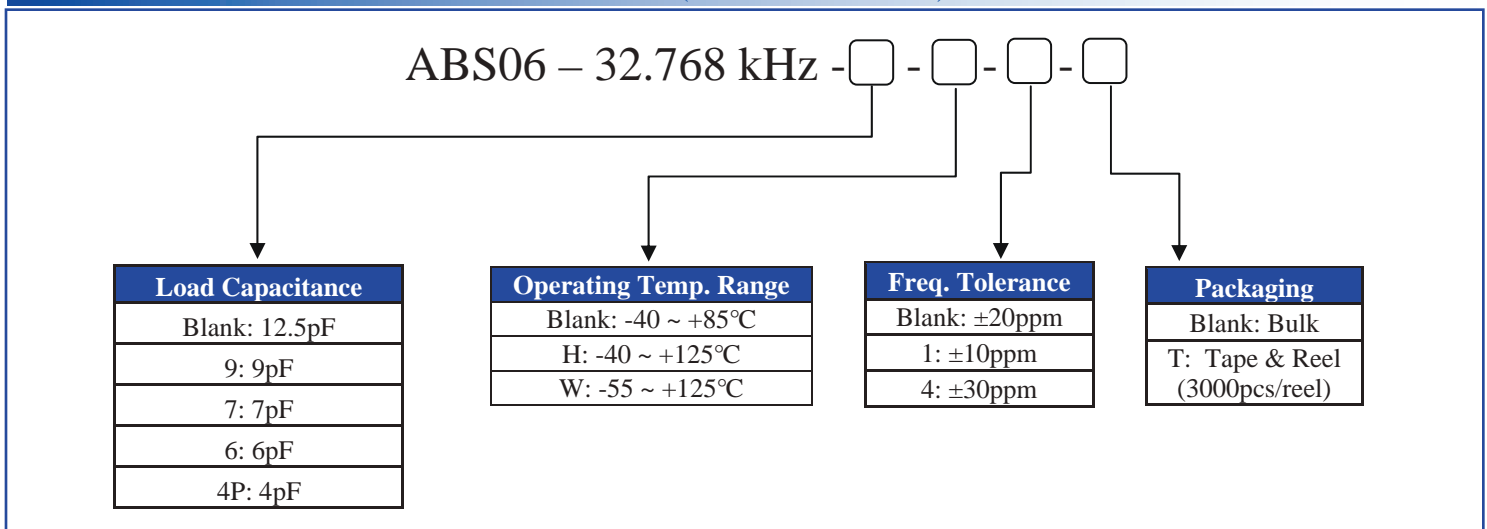 ABS06 – 32.768 kHz - - - -
Load Capacitance
Blank: 12.5pF
9: 9pF
7: 7pF
6: 6pF
4P: 4pF
Operating Temp. Range
Blank: -40 ~ +85℃
H: -40 ~ +125℃
W: -55 ~ +125℃
Freq. Tolerance
Blank: ±20ppm
1: ±10ppm
4: ±30ppm
Packaging
Blank: Bulk
T: Tape & Reel
(3000pcs/reel)